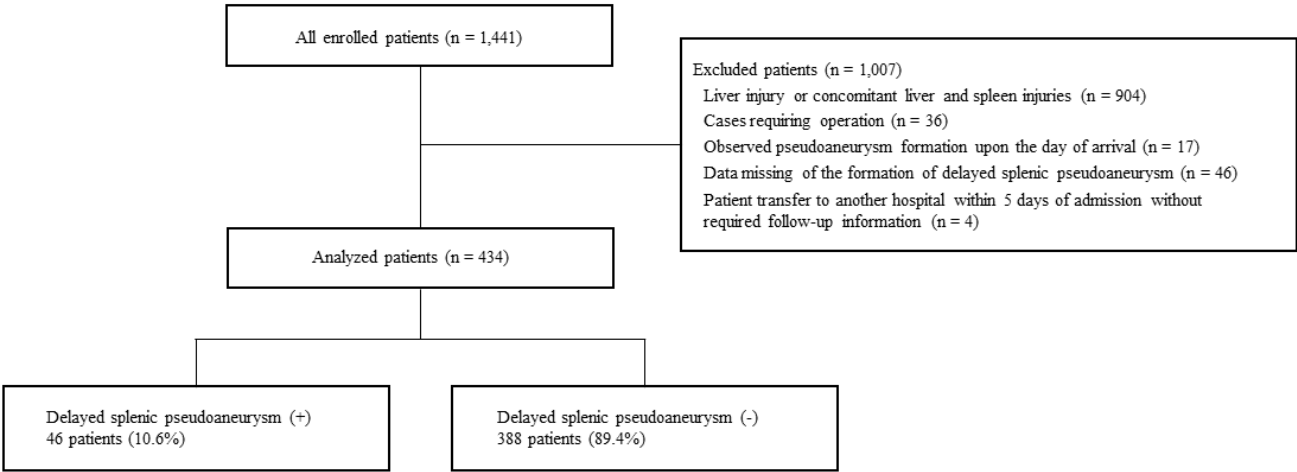 All enrolled patients (n = 1,441)
Excluded patients (n = 1,007)
Liver injury or concomitant liver and spleen injuries (n = 904)
Cases requiring operation (n = 36)
Observed pseudoaneurysm formation upon the day of arrival (n = 17)
Data missing of the formation of delayed splenic pseudoaneurysm (n = 46)
Patient transfer to another hospital within 5 days of admission without
required follow-up information (n = 4)
Analyzed patients (n = 434)
Delayed splenic pseudoaneurysm (+)
46 patients (10.6%)
Delayed splenic pseudoaneurysm (-)
388 patients (89.4%)